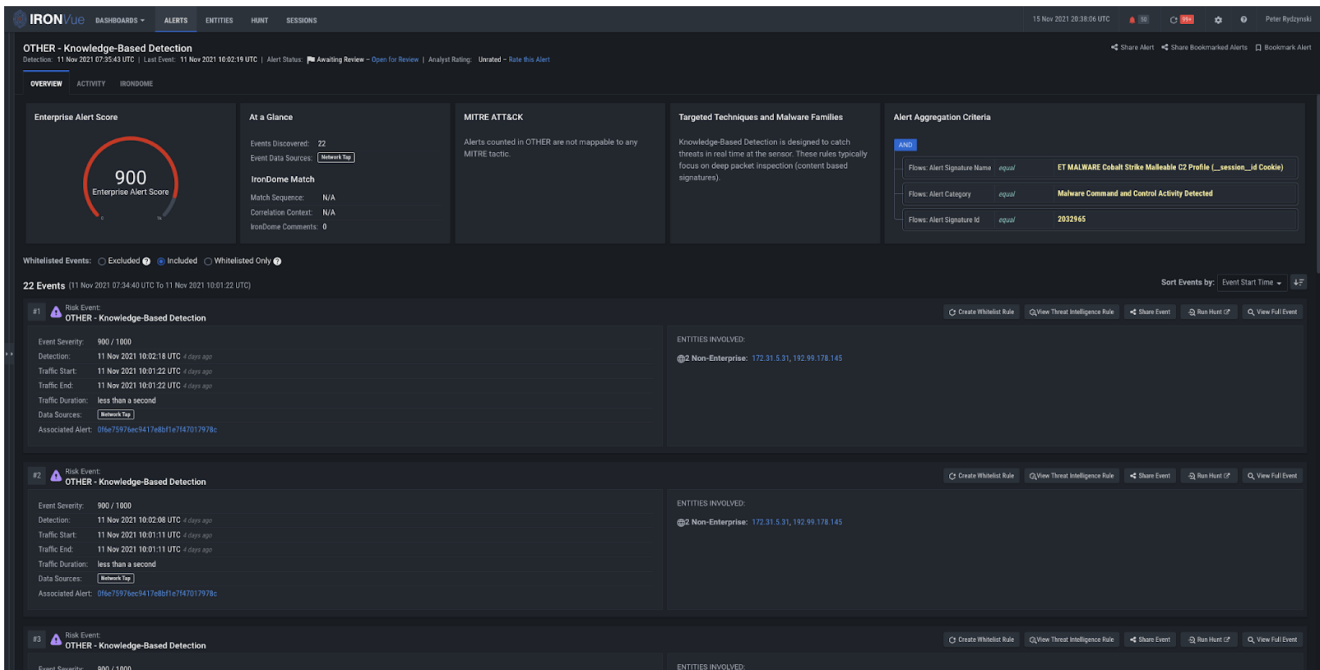 IRONVue DASHBOARDS ALERTS ENTITIES HUNT SESSIONS 15 Nov 2021 20:38:06 UTC 99+ Peter Rydzynski
OTHER - Knowledge-Based Detection
Share Alert Share Bookmarked Alerts Bookmark Alert
Detection: 11 Nov 2021 07:35:43 UTC | Last Event: 11 Nov 2021 10:02:19 UTC | Alert Status: Awaiting Review – Open for Review | Analyst Rating: Unrated – Rate this Alert
OVERVIEW ACTIVITY IRONDOME
Enterprise Alert Score
900
Enterprise Alert Score
0 1k
At a Glance
Events Discovered: 22
Event Data Sources: Network Tap
IronDome Match
Match Sequence: N/A
Correlation Context: N/A
IronDome Comments: 0
MITRE ATT&CK
Alerts counted in OTHER are not mappable to any
MITRE tactic.
Targeted Techniques and Malware Families
Knowledge-Based Detection is designed to catch
threats in real time at the sensor. These rules typically
focus on deep packet inspection (content based
signatures).
Alert Aggregation Criteria
AND
Flows: Alert Signature Name equal ET MALWARE Cobalt Strike Malleable C2 Profile (__session__id Cookie)
Flows: Alert Category equal Malware Command and Control Activity Detected
Flows: Alert Signature Id equal 2032965
Whitelisted Events: Excluded Included Whitelisted Only
22 Events (11 Nov 2021 07:34:40 UTC To 11 Nov 2021 10:01:22 UTC)
Sort Events by: Event Start Time
#1 Risk Event:
OTHER - Knowledge-Based Detection
Create Whitelist Rule View Threat Intelligence Rule Share Event Run Hunt View Full Event
Event Severity: 900 / 1000
Detection: 11 Nov 2021 10:02:18 UTC 4 days ago
Traffic Start: 11 Nov 2021 10:01:22 UTC 4 days ago
Traffic End: 11 Nov 2021 10:01:22 UTC 4 days ago
Traffic Duration: less than a second
Data Sources: Network Tap
Associated Alert: 0f6e75976ec9417e8bf1e7f47017978c
ENTITIES INVOLVED:
2 Non-Enterprise: 172.31.5.31, 192.99.178.145
#2 Risk Event:
OTHER - Knowledge-Based Detection
Create Whitelist Rule View Threat Intelligence Rule Share Event Run Hunt View Full Event
Event Severity: 900 / 1000
Detection: 11 Nov 2021 10:02:08 UTC 4 days ago
Traffic Start: 11 Nov 2021 10:01:11 UTC 4 days ago
Traffic End: 11 Nov 2021 10:01:11 UTC 4 days ago
Traffic Duration: less than a second
Data Sources: Network Tap
Associated Alert: 0f6e75976ec9417e8bf1e7f47017978c
ENTITIES INVOLVED:
2 Non-Enterprise: 172.31.5.31, 192.99.178.145
#3 Risk Event:
OTHER - Knowledge-Based Detection
Create Whitelist Rule View Threat Intelligence Rule Share Event Run Hunt View Full Event
Event Severity: 900 / 1000
ENTITIES INVOLVED: